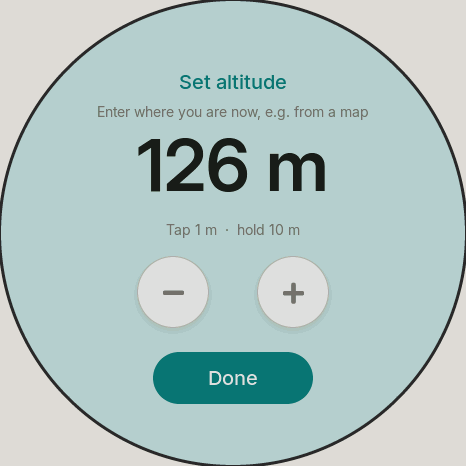 Set altitude
Enter where you are now, e.g. from a map
126 m
Tap 1 m · hold 10 m
− +
Done